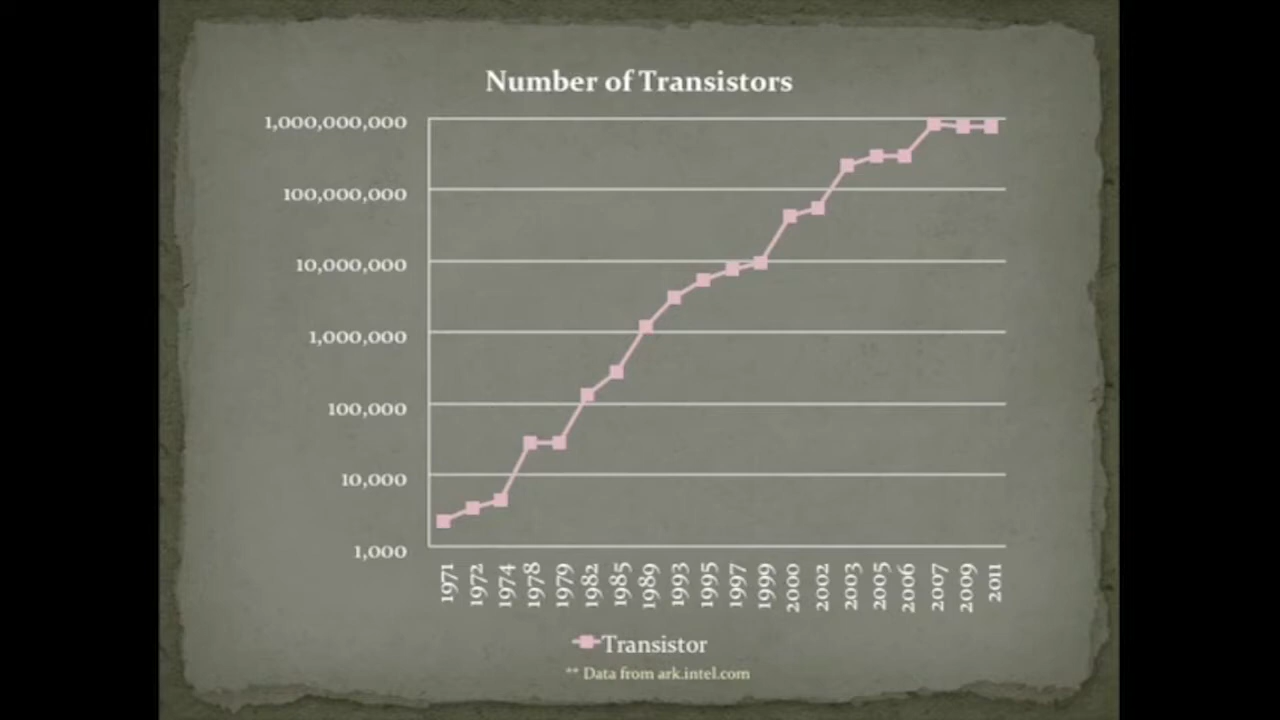 Number of Transistors
1,000,000,000
100,000,000
10,000,000
1,000,000
100,000
10,000
1,000
1971 1972 1974 1978 1979 1982 1985 1989 1993 1995 1997 1999 2000 2002 2003 2005 2006 2007 2009 2011
Transistor
** Data from ark.intel.com